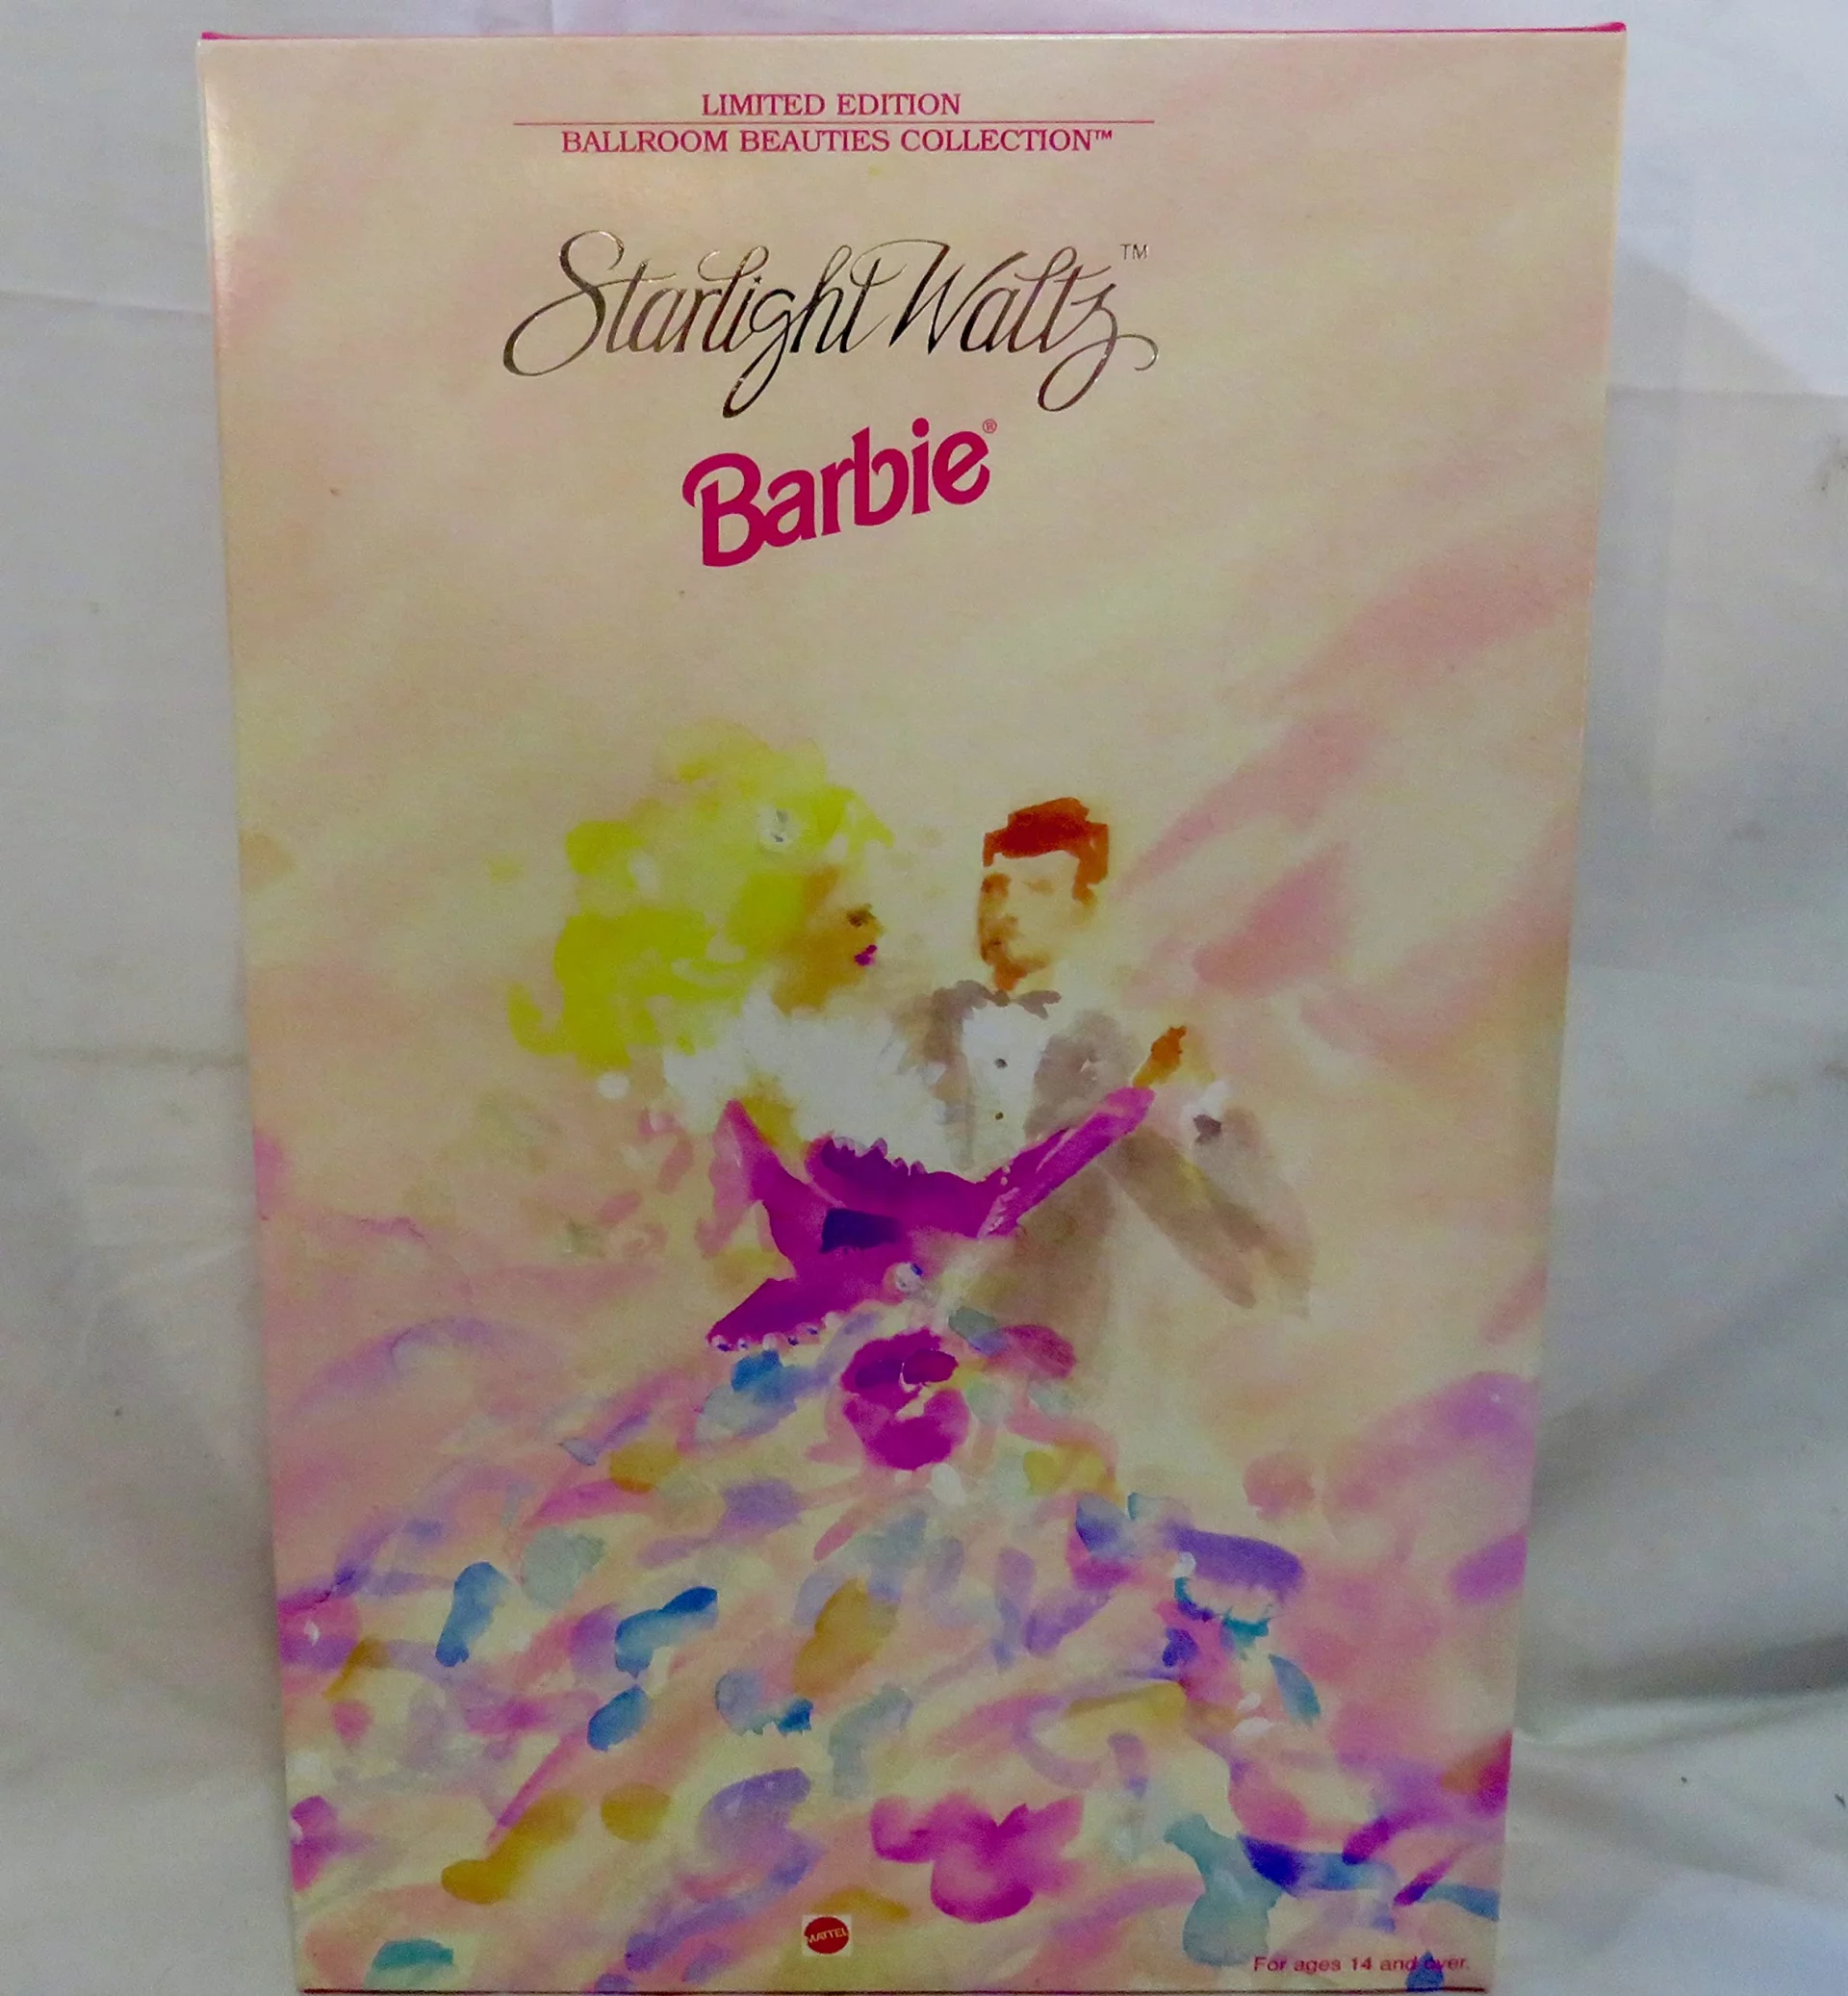 LIMITED EDITION
BALLROOM BEAUTIES COLLECTION™
Starlight Waltz™
Barbie®
MATTEL
For ages 14 and over.